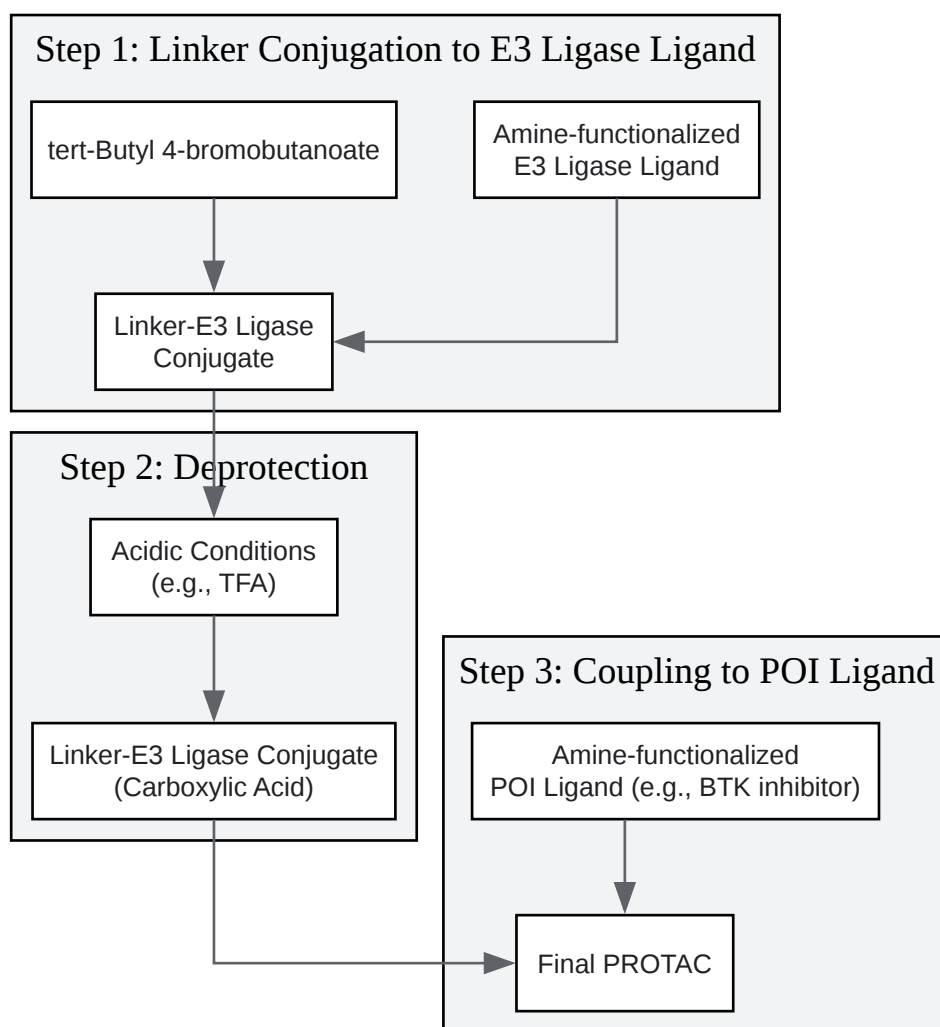 Step 1: Linker Conjugation to E3 Ligase Ligand
tert-Butyl 4-bromobutanoate
Amine-functionalized
E3 Ligase Ligand
Linker-E3 Ligase
Conjugate
Step 2: Deprotection
Acidic Conditions
(e.g., TFA)
Linker-E3 Ligase Conjugate
(Carboxylic Acid)
Step 3: Coupling to POI Ligand
Amine-functionalized
POI Ligand (e.g., BTK inhibitor)
Final PROTAC